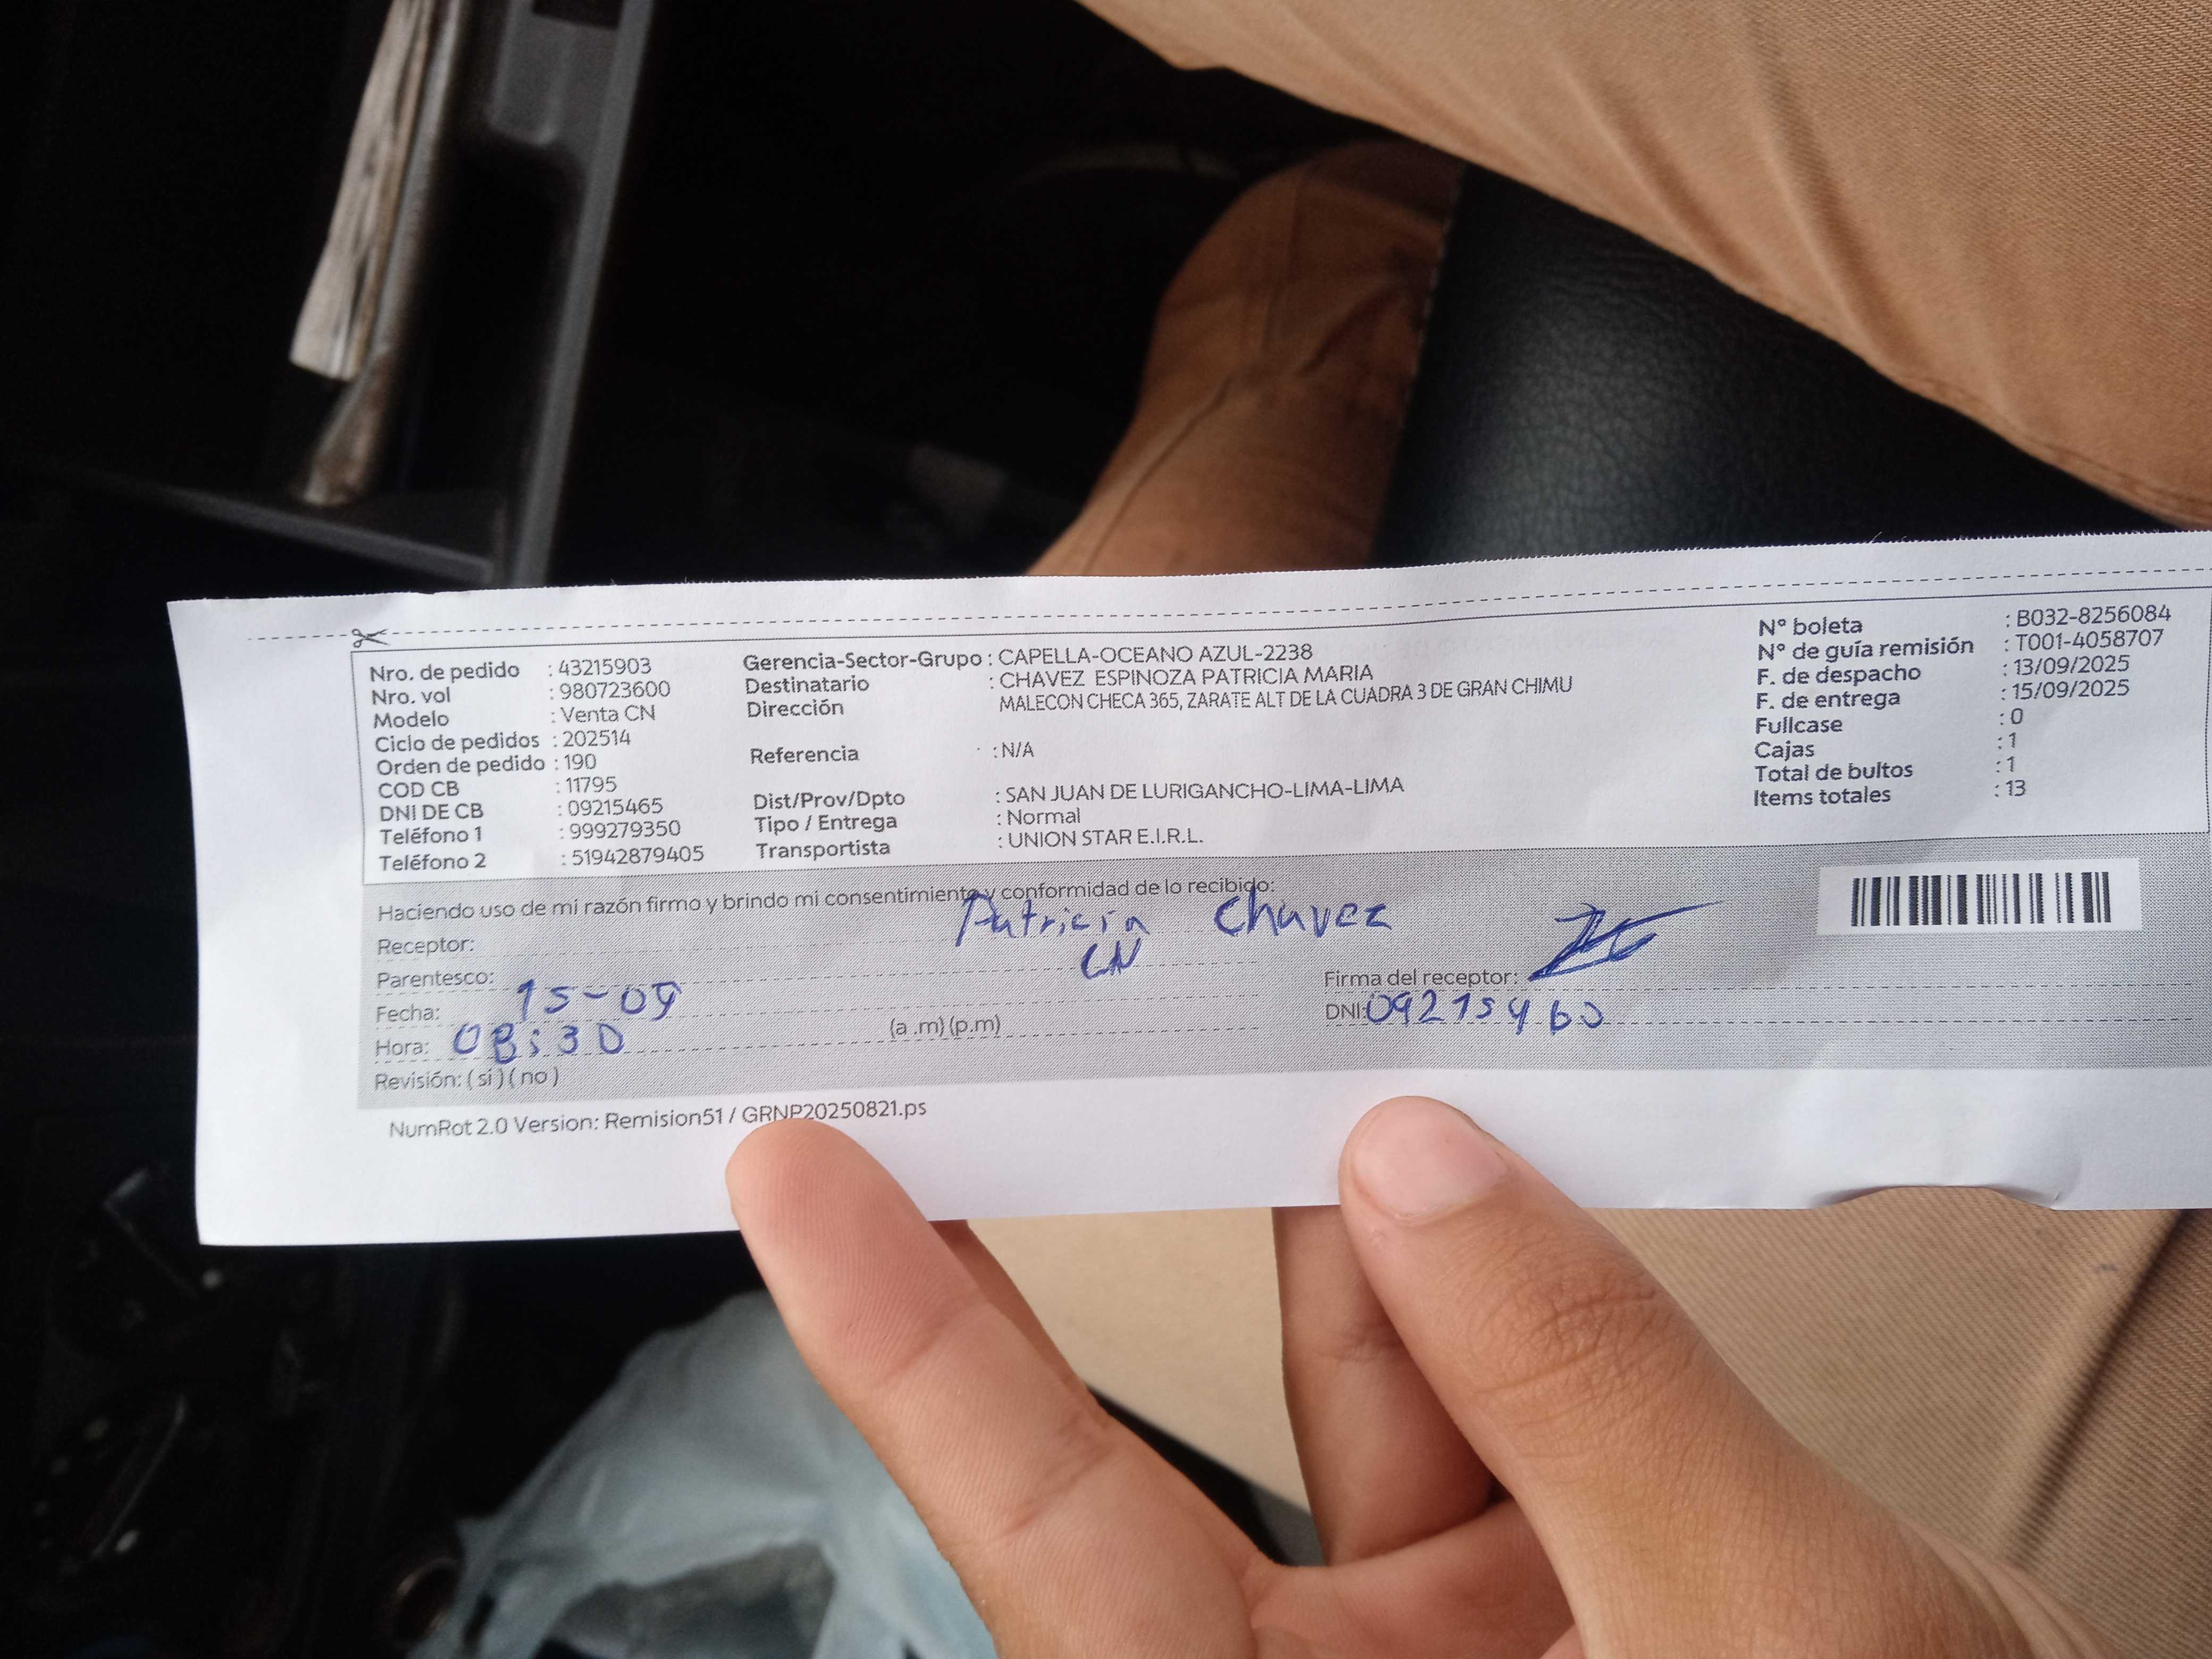 Nro. de pedido : 43215903
Nro. vol : 980723600
Modelo : Venta CN
Ciclo de pedidos : 202514
Orden de pedido : 190
COD CB : 11795
DNI DE CB : 09215465
Teléfono 1 : 999279350
Teléfono 2 : 51942879405
Gerencia-Sector-Grupo : CAPELLA-OCEANO AZUL-2238
Destinatario : CHAVEZ ESPINOZA PATRICIA MARIA
Dirección MALECON CHECA 365, ZARATE ALT DE LA CUADRA 3 DE GRAN CHIMU
Referencia : N/A
Dist/Prov/Dpto : SAN JUAN DE LURIGANCHO-LIMA-LIMA
Tipo / Entrega : Normal
Transportista : UNION STAR E.I.R.L.
N° boleta : B032-8256084
N° de guía remisión : T001-4058707
F. de despacho : 13/09/2025
F. de entrega : 15/09/2025
Fullcase : 0
Cajas : 1
Total de bultos : 1
Items totales : 13
Haciendo uso de mi razón firmo y brindo mi consentimiento y conformidad de lo recibido:
Receptor: Patricia Chavez
Parentesco: CN
Fecha: 15-09
Hora: 08:30 (a .m) (p.m)
Revisión: ( si ) ( no )
Firma del receptor:
DNI:
NumRot 2.0 Version: Remision51 / GRNP20250821.ps